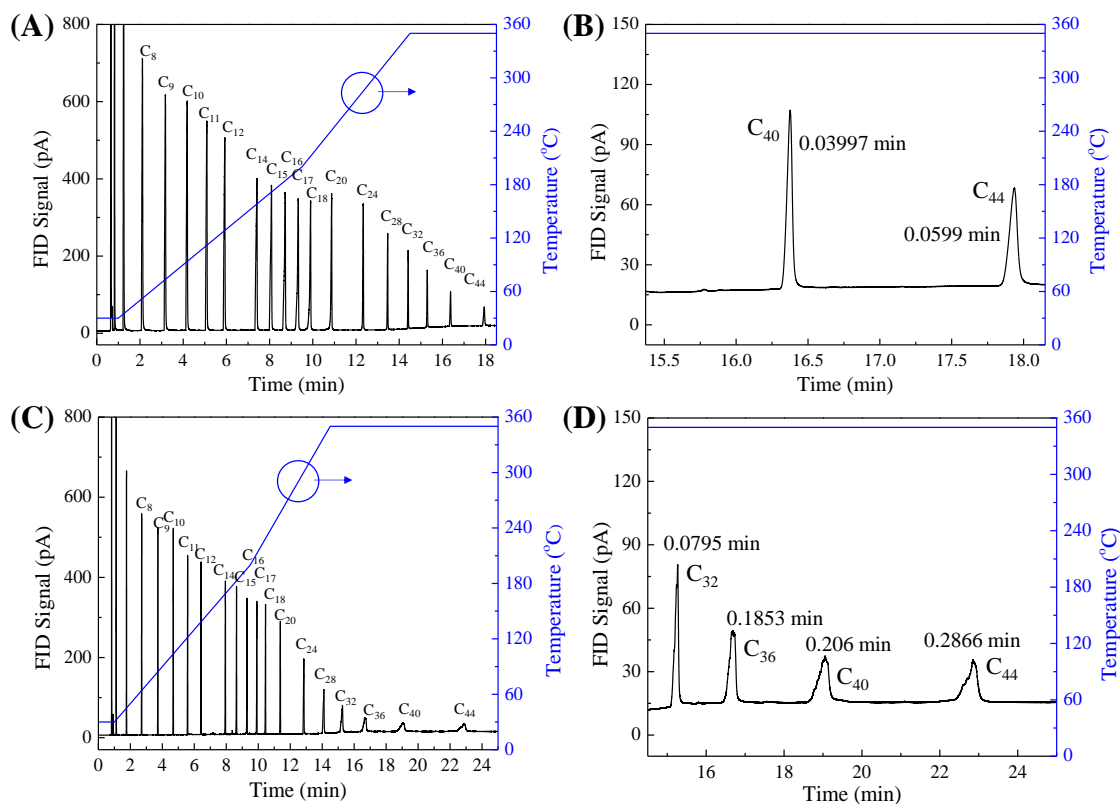 (A)
800
600
400
200
0
FID Signal (pA)
C8
C9
C10
C11
C12
C14
C15
C16
C17
C18
C20
C24
C28
C32
C36
C40
C44
360
300
240
180
120
60
0
Temperature (°C)
0 2 4 6 8 10 12 14 16 18
Time (min)
(B)
150
120
90
60
30
0
FID Signal (pA)
C40
0.03997 min
C44
0.0599 min
360
300
240
180
120
60
0
Temperature (°C)
15.5 16.0 16.5 17.0 17.5 18.0
Time (min)
(C)
800
600
400
200
0
FID Signal (pA)
C8
C9
C10
C11
C12
C14
C15
C16
C17
C18
C20
C24
C28
C32
C36
C40
C44
360
300
240
180
120
60
0
Temperature (°C)
0 2 4 6 8 10 12 14 16 18 20 22 24
Time (min)
(D)
150
120
90
60
30
0
FID Signal (pA)
0.0795 min
C32
0.1853 min
C36
0.206 min
C40
0.2866 min
C44
360
300
240
180
120
60
0
Temperature (°C)
16 18 20 22 24
Time (min)